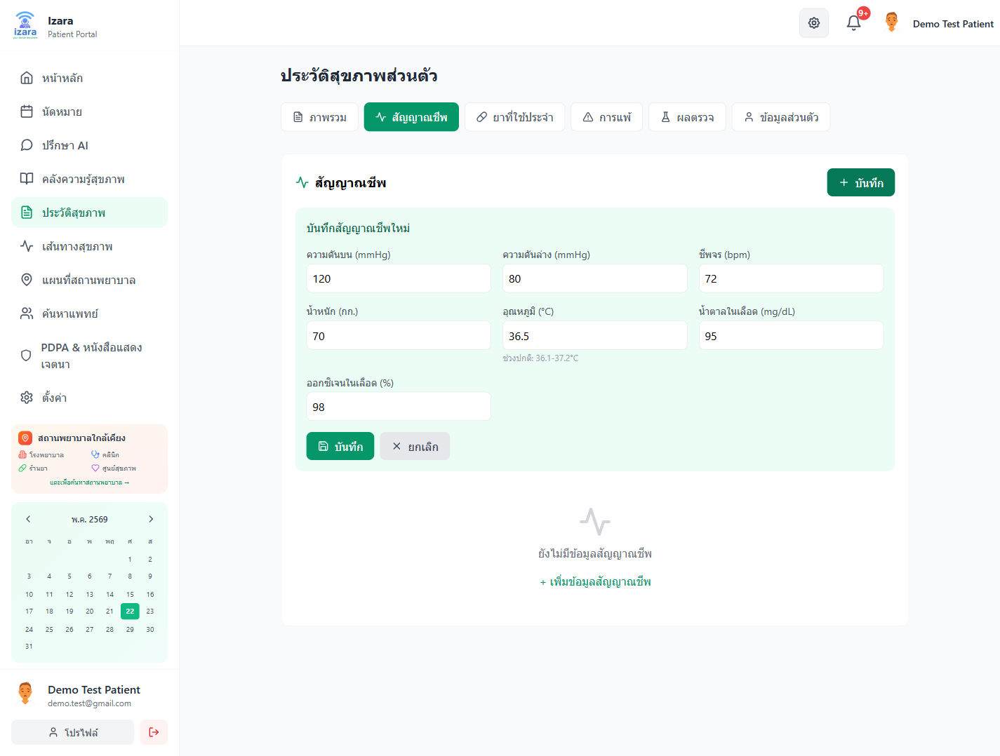 izara
Izara
Patient Portal
9+
Demo Test Patient
หน้าหลัก
นัดหมาย
ปรึกษา AI
คลังความรู้สุขภาพ
ประวัติสุขภาพ
เส้นทางสุขภาพ
แผนที่สถานพยาบาล
ค้นหาแพทย์
PDPA & หนังสือแสดง
เจตนา
ตั้งค่า
สถานพยาบาลใกล้เคียง
โรงพยาบาล คลินิก
ร้านยา ศูนย์สุขภาพ
แตะเพื่อค้นหาสถานพยาบาล →
พ.ค. 2569
อา จ อ พ พฤ ศ ส
1 2
3 4 5 6 7 8 9
10 11 12 13 14 15 16
17 18 19 20 21 22 23
24 25 26 27 28 29 30
31
Demo Test Patient
demo.test@gmail.com
โปรไฟล์
ประวัติสุขภาพส่วนตัว
ภาพรวม สัญญาณชีพ ยาที่ใช้ประจำ การแพ้ ผลตรวจ ข้อมูลส่วนตัว
สัญญาณชีพ
+ บันทึก
บันทึกสัญญาณชีพใหม่
ความดันบน (mmHg) ความดันล่าง (mmHg) ชีพจร (bpm)
120 80 72
น้ำหนัก (กก.) อุณหภูมิ (°C) น้ำตาลในเลือด (mg/dL)
70 36.5 95
ช่วงปกติ: 36.1-37.2°C
ออกซิเจนในเลือด (%)
98
บันทึก ยกเลิก
ยังไม่มีข้อมูลสัญญาณชีพ
+ เพิ่มข้อมูลสัญญาณชีพ